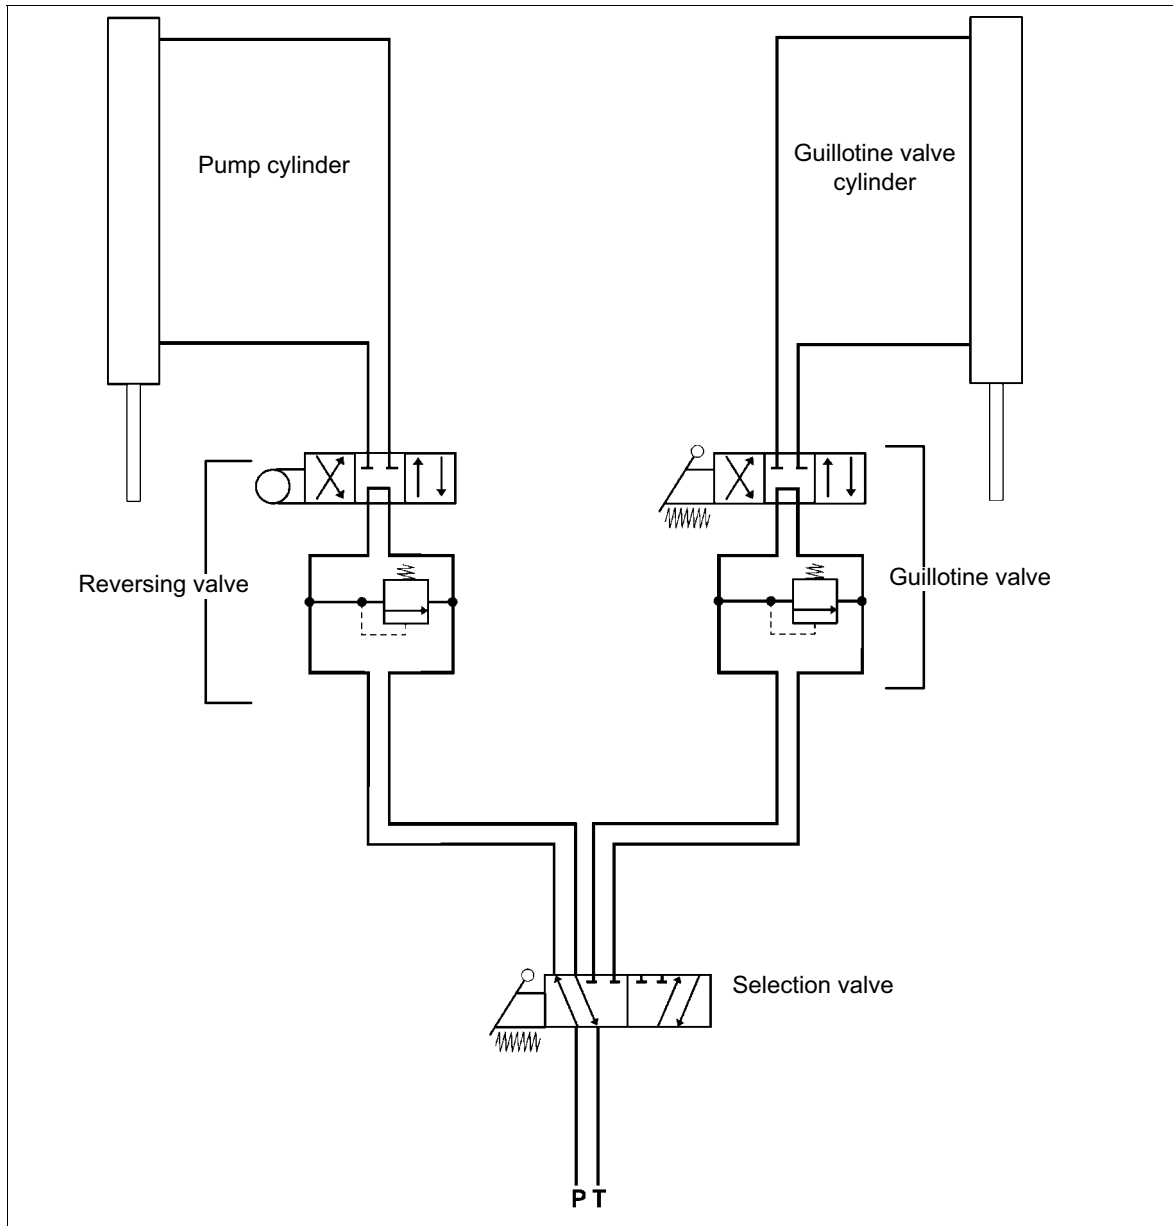 Pump cylinder
Guillotine valve
cylinder
Reversing valve
Guillotine valve
Selection valve
P T